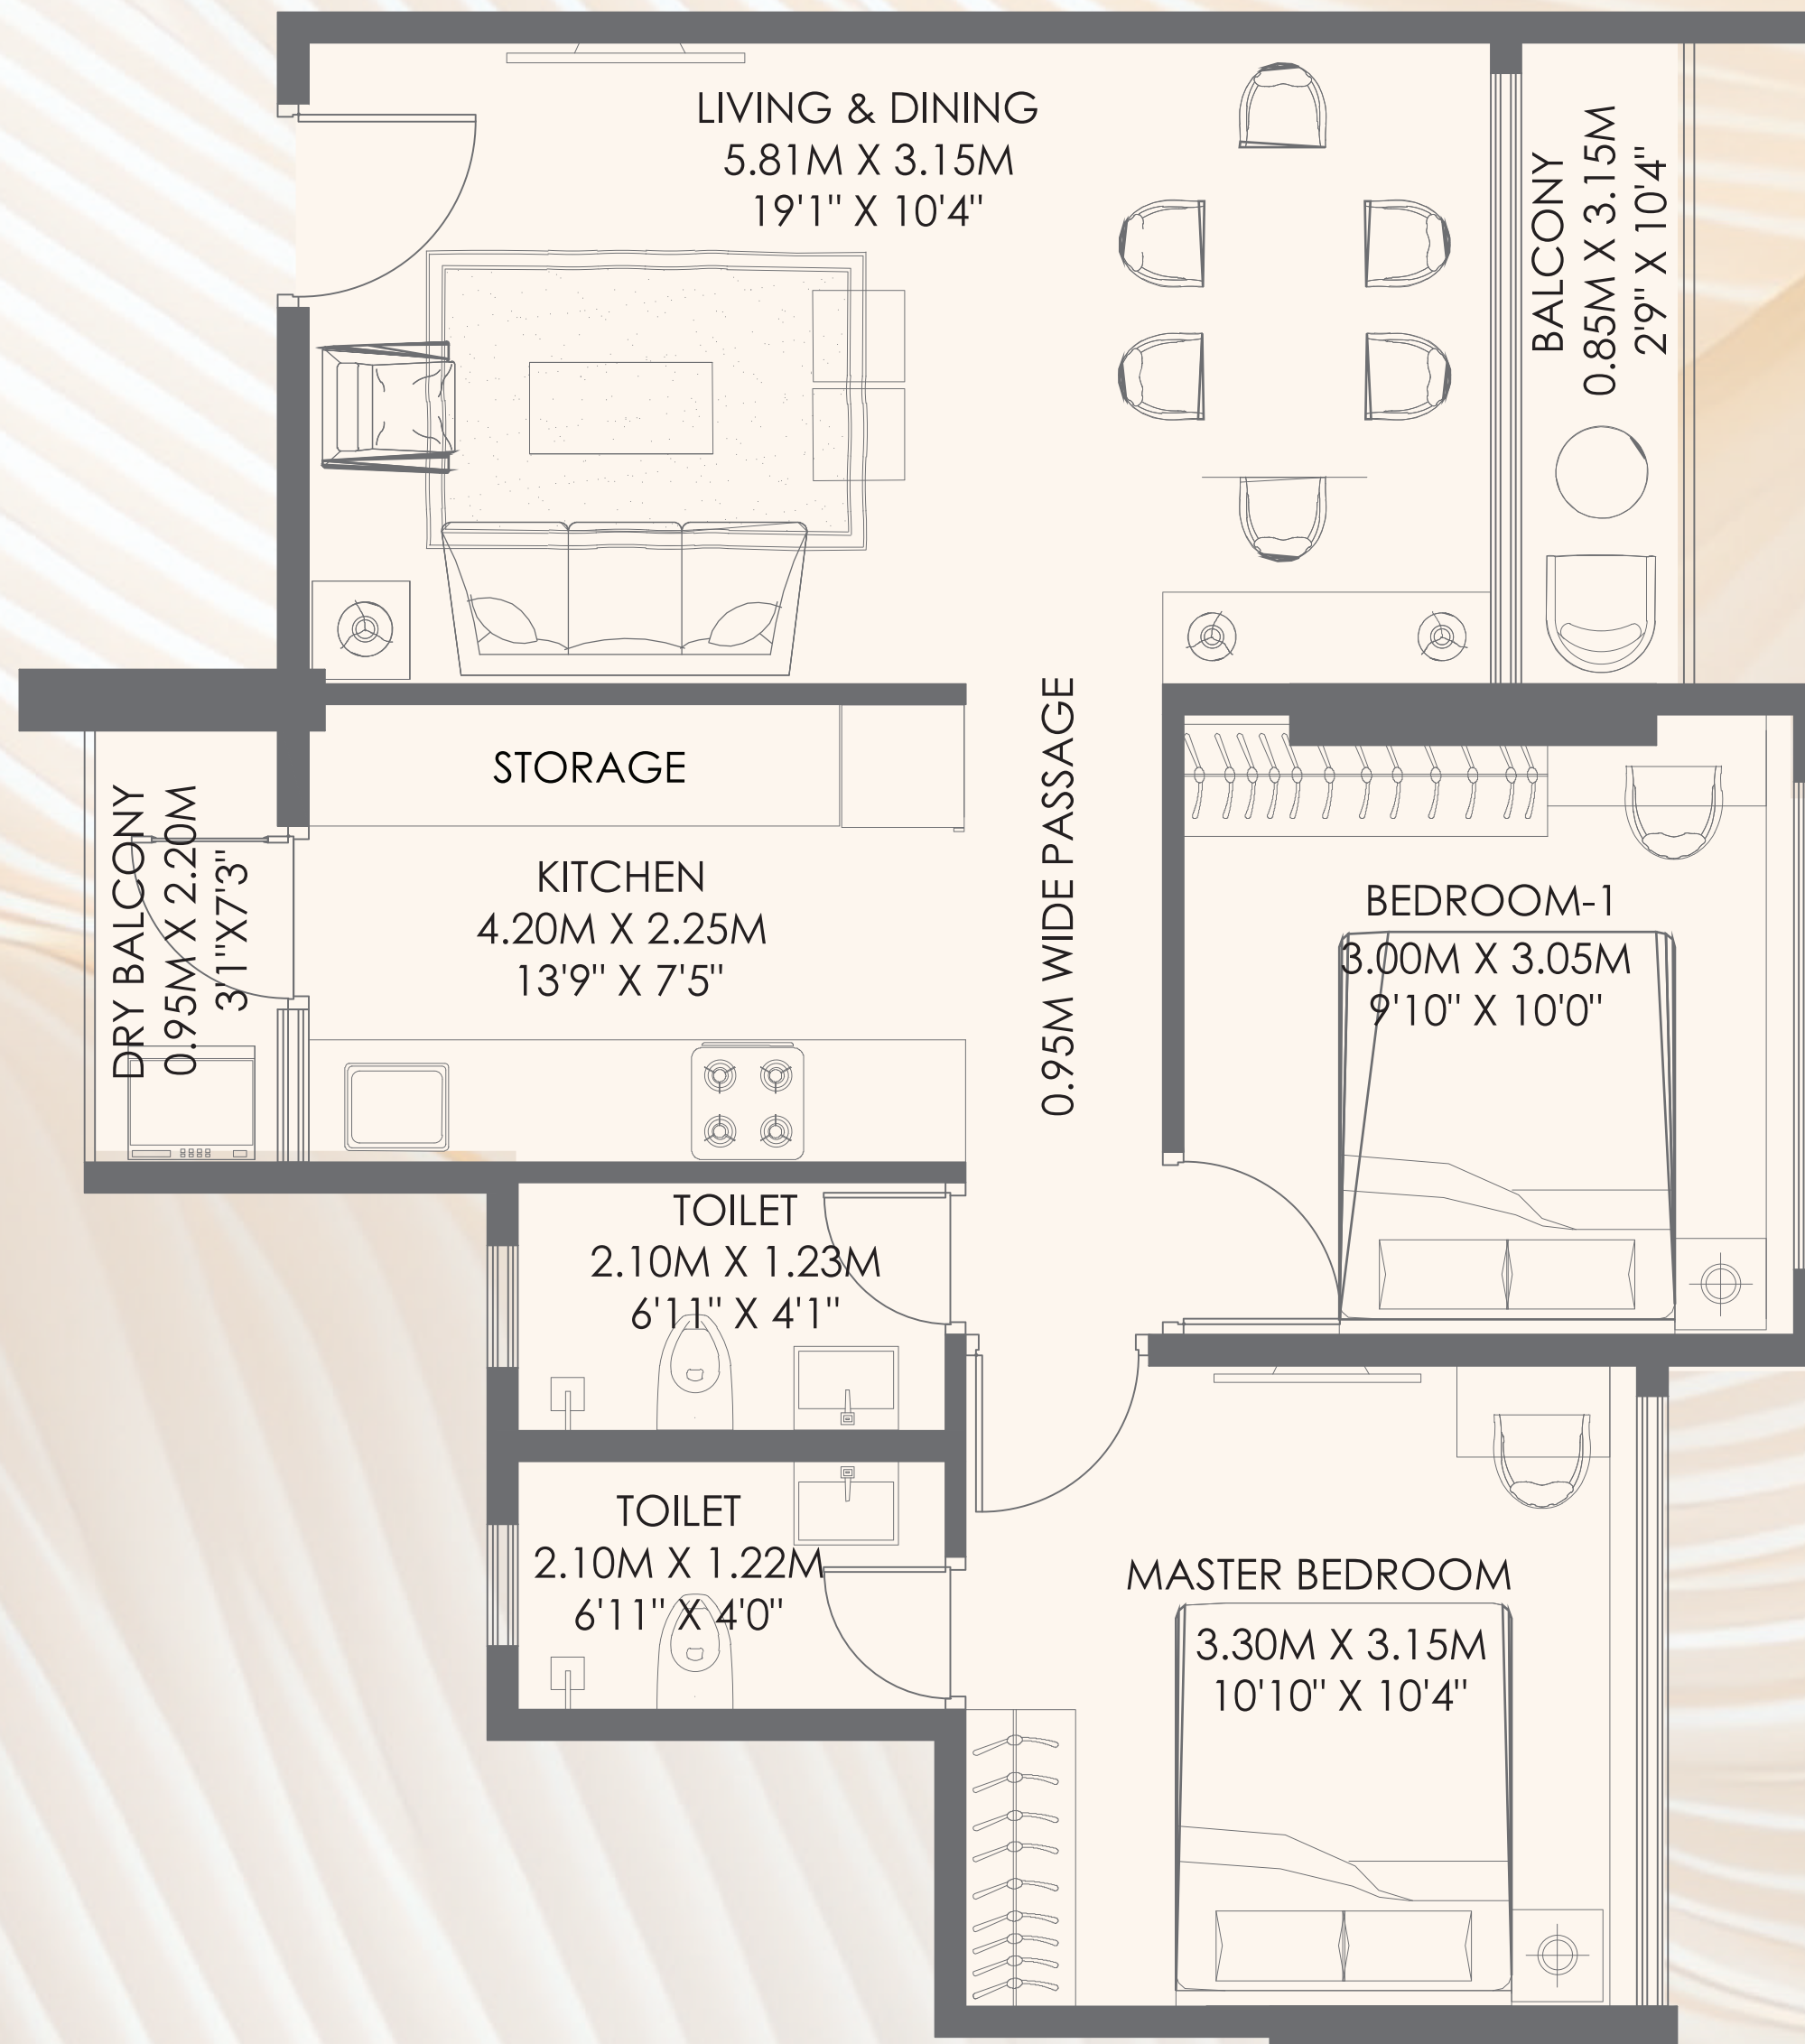 LIVING & DINING
5.81M X 3.15M
19'1" X 10'4"
BALCONY
0.85M X 3.15M
2'9" X 10'4"
STORAGE
DRY BALCONY
0.95M X 2.20M
3'1"X7'3"
KITCHEN
4.20M X 2.25M
13'9" X 7'5"
0.95M WIDE PASSAGE
BEDROOM-1
3.00M X 3.05M
9'10" X 10'0"
TOILET
2.10M X 1.23M
6'11" X 4'1"
TOILET
2.10M X 1.22M
6'11" X 4'0"
MASTER BEDROOM
3.30M X 3.15M
10'10" X 10'4"